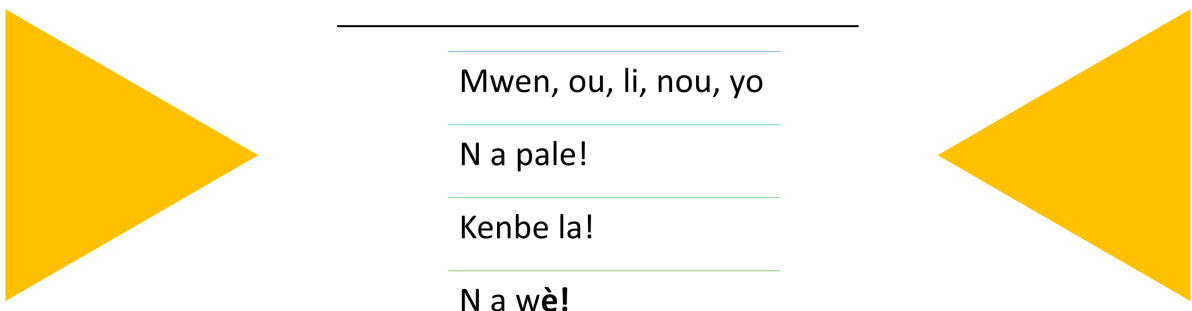 Mwen, ou, li, nou, yo
N a pale!
Kenbe la!
N a wè!